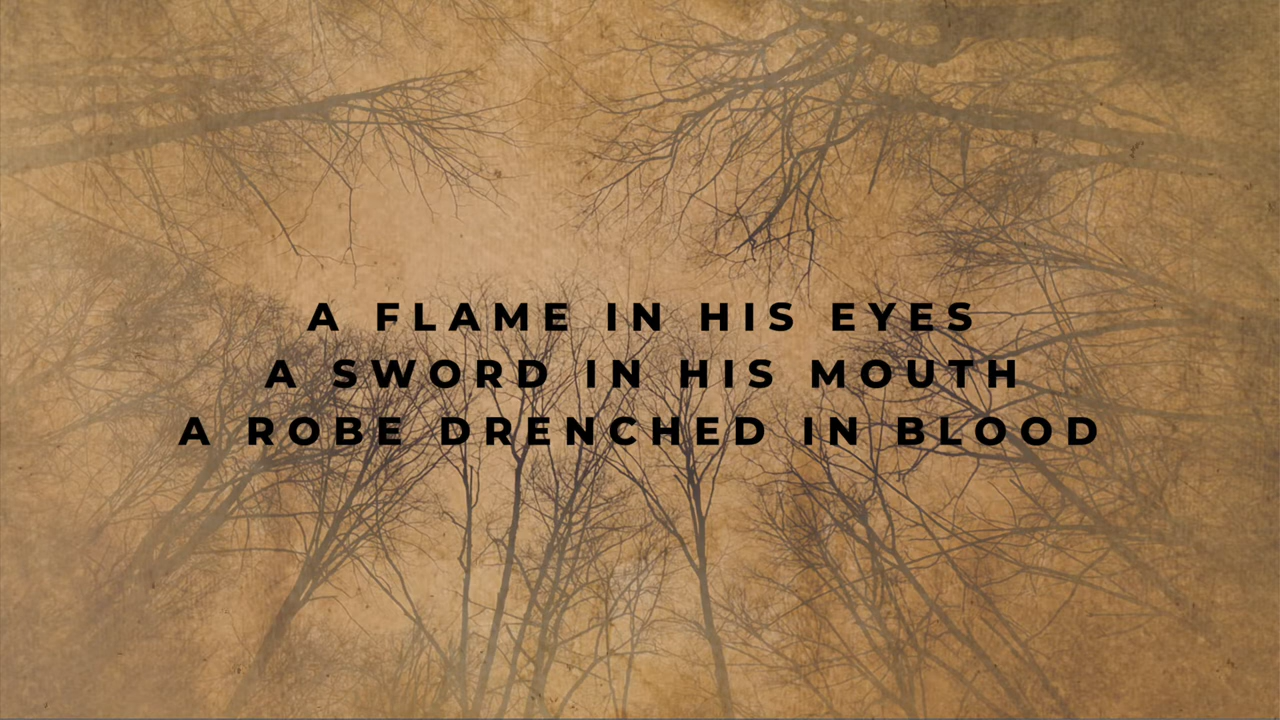 A FLAME IN HIS EYES
A SWORD IN HIS MOUTH
A ROBE DRENCHED IN BLOOD